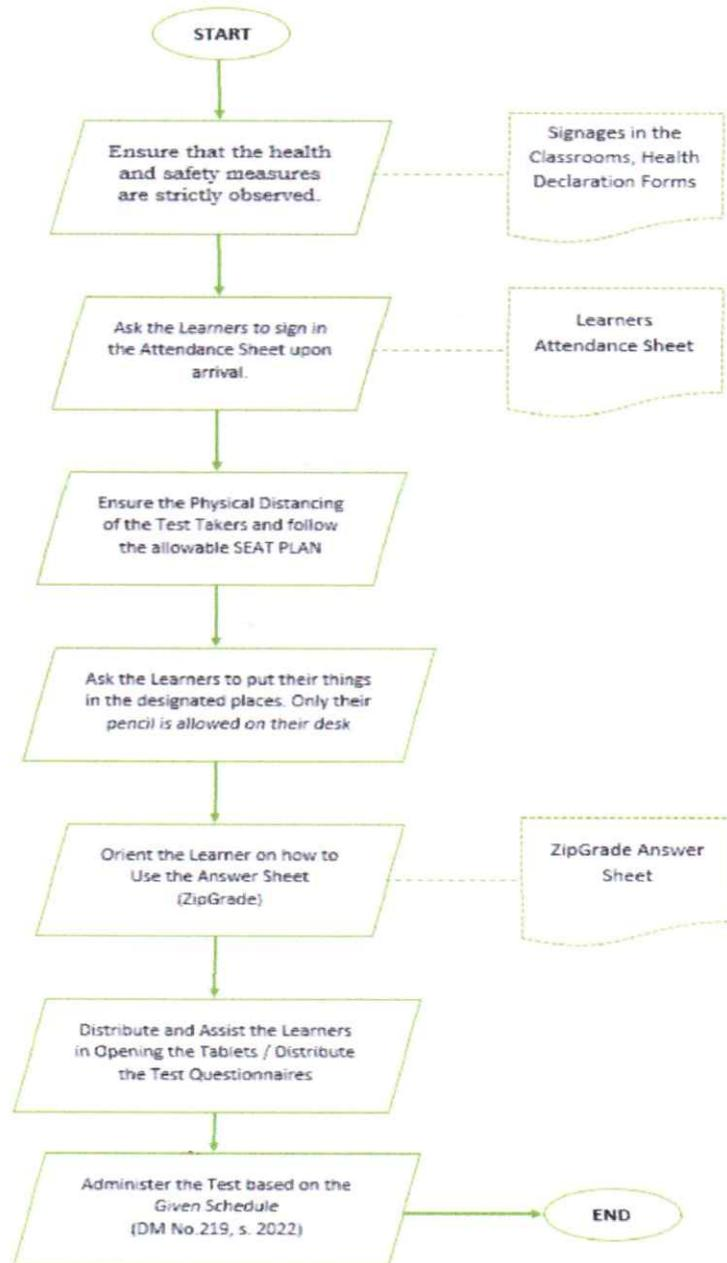 START
Ensure that the health
and safety measures
are strictly observed.
Signages in the
Classrooms, Health
Declaration Forms
Ask the Learners to sign in
the Attendance Sheet upon
arrival.
Learners
Attendance Sheet
Ensure the Physical Distancing
of the Test Takers and follow
the allowable SEAT PLAN
Ask the Learners to put their things
in the designated places. Only their
pencil is allowed on their desk
Orient the Learner on how to
Use the Answer Sheet
(ZipGrade)
ZipGrade Answer
Sheet
Distribute and Assist the Learners
in Opening the Tablets / Distribute
the Test Questionnaires
Administer the Test based on the
Given Schedule
(DM No.219, s. 2022)
END